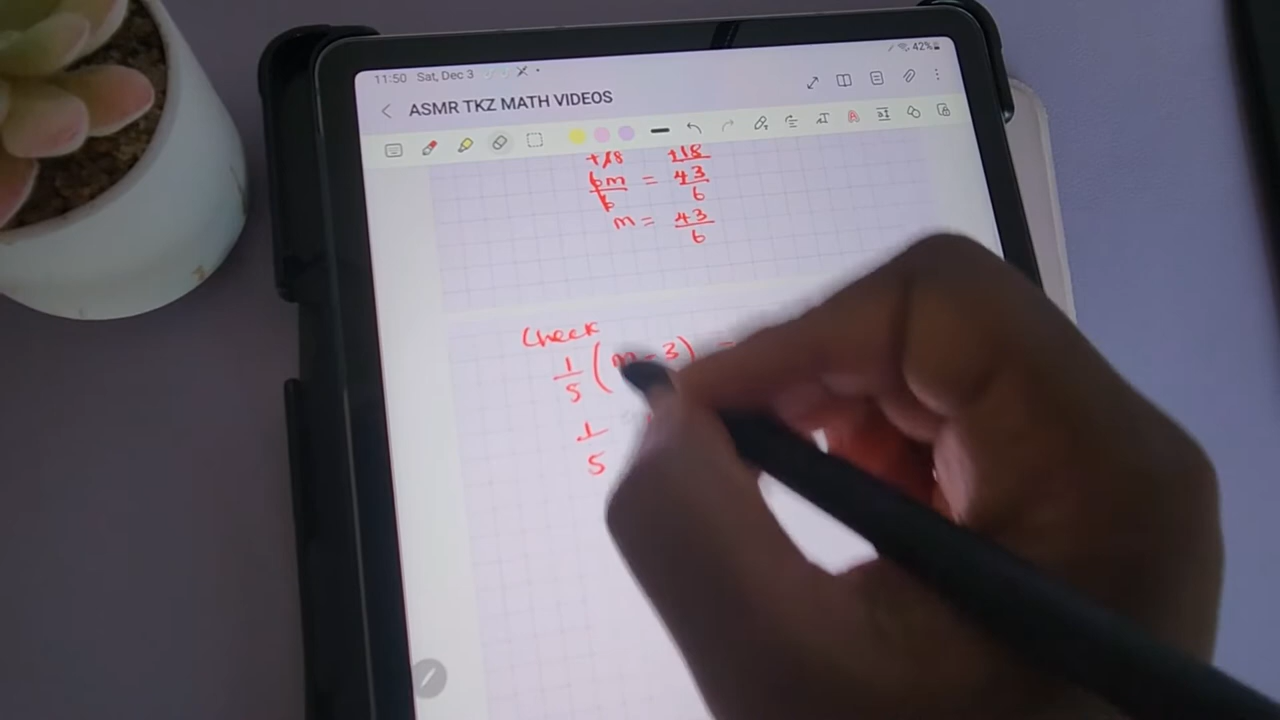 11:50 Sat, Dec 3 42%
ASMR TKZ MATH VIDEOS
+18 +18
6m = 43
6 6
m = 43
6
Check
1/5 (m - 3) =
1
5